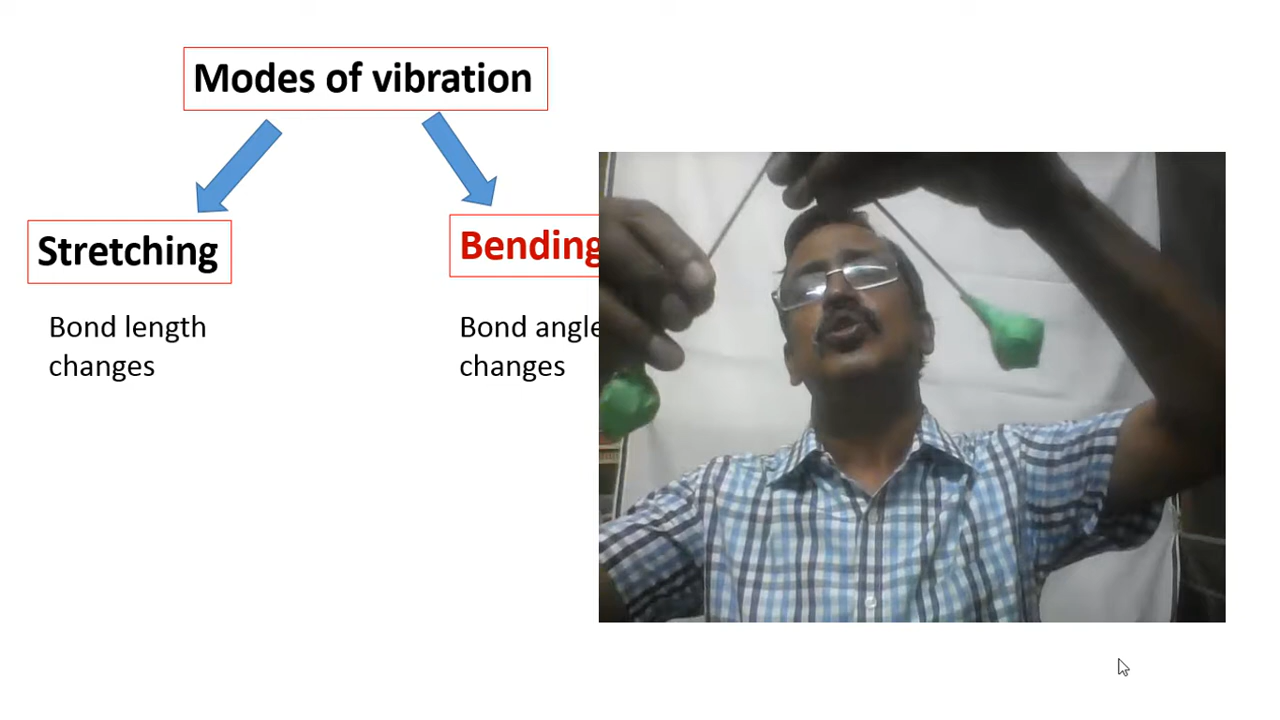 Modes of vibration
Stretching
Bending
Bond length
changes
Bond angle
changes